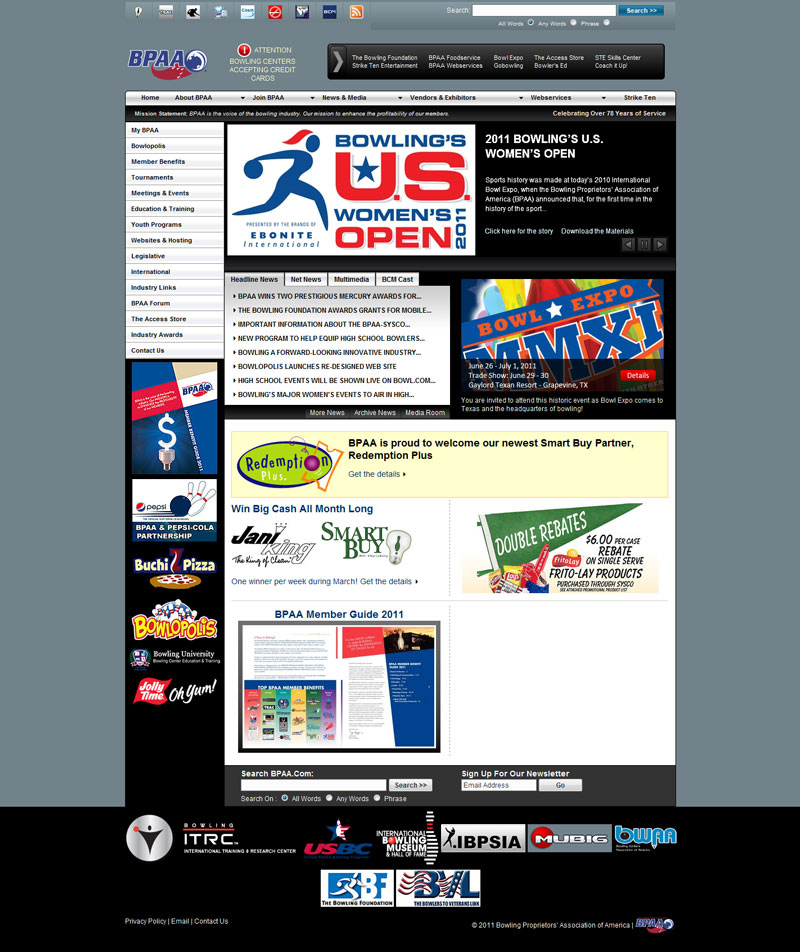 Search:
Search >>
All Words Any Words Phrase
BPAA
ATTENTION
BOWLING CENTERS
ACCEPTING CREDIT
CARDS
The Bowling Foundation BPAA Foodservice Bowl Expo The Access Store STE Skills Center
Strike Ten Entertainment BPAA Webservices Gobowling Bowler's Ed Coach it Up!
Home About BPAA Join BPAA News & Media Vendors & Exhibitors Webservices Strike Ten
Mission Statement: BPAA is the voice of the bowling industry. Our mission to enhance the profitability of our members.
Celebrating Over 78 Years of Service
My BPAA
Bowlopolis
Member Benefits
Tournaments
Meetings & Events
Education & Training
Youth Programs
Websites & Hosting
Legislative
International
Industry Links
BPAA Forum
The Access Store
Industry Awards
Contact Us
BOWLING'S
U.S.
WOMEN'S
OPEN
2011
PRESENTED BY THE BRANDS OF
EBONITE
International
2011 BOWLING'S U.S.
WOMEN'S OPEN
Sports history was made at today's 2010 International
Bowl Expo, when the Bowling Proprietors' Association of
America (BPAA) announced that, for the first time in the
history of the sport...
Click here for the story Download the Materials
Headline News Net News Multimedia BCM Cast
BPAA WINS TWO PRESTIGIOUS MERCURY AWARDS FOR...
THE BOWLING FOUNDATION AWARDS GRANTS FOR MOBILE...
IMPORTANT INFORMATION ABOUT THE BPAA-SYSCO...
NEW PROGRAM TO HELP EQUIP HIGH SCHOOL BOWLERS...
BOWLING A FORWARD-LOOKING INNOVATIVE INDUSTRY...
BOWLOPOLIS LAUNCHES RE-DESIGNED WEB SITE
HIGH SCHOOL EVENTS WILL BE SHOWN LIVE ON BOWL.COM...
BOWLING'S MAJOR WOMEN'S EVENTS TO AIR IN HIGH...
More News Archive News Media Room
BOWL EXPO
MMXI
June 26 - July 1, 2011
Trade Show: June 29 - 30
Gaylord Texan Resort - Grapevine, TX
Details
You are invited to attend this historic event as Bowl Expo comes to
Texas and the headquarters of bowling!
BPAA
MEMBER BENEFIT GUIDE 2011
pepsi
BPAA & PEPSI-COLA
PARTNERSHIP
Buchi Pizza
BOWLOPOLIS
Bowling University
Bowling Center Education & Training
JOLLY TIME Oh Yum!
Redemption
Plus.
BPAA is proud to welcome our newest Smart Buy Partner,
Redemption Plus
Get the details
Win Big Cash All Month Long
Jani King
The King of Clean
SMART
BUY
One winner per week during March! Get the details
DOUBLE REBATES
$6.00 PER CASE
REBATE
ON SINGLE SERVE
FRITO-LAY PRODUCTS
PURCHASED THROUGH SYSCO
SEE ATTACHED PROMOTIONAL PRODUCT LIST
Frito Lay
Lay's
BPAA Member Guide 2011
TOP BPAA MEMBER BENEFITS
Search BPAA.Com:
Search >>
Search On : All Words Any Words Phrase
Sign Up For Our Newsletter
Email Address Go
BOWLING
ITRC
INTERNATIONAL TRAINING & RESEARCH CENTER
USBC
INTERNATIONAL
BOWLING
MUSEUM
& HALL OF FAME
IBPSIA
MUBIG
bwaa
BF
THE BOWLING FOUNDATION
BVL
THE BOWLERS TO VETERANS LINK
Privacy Policy | Email | Contact Us
© 2011 Bowling Proprietors' Association of America | BPAA